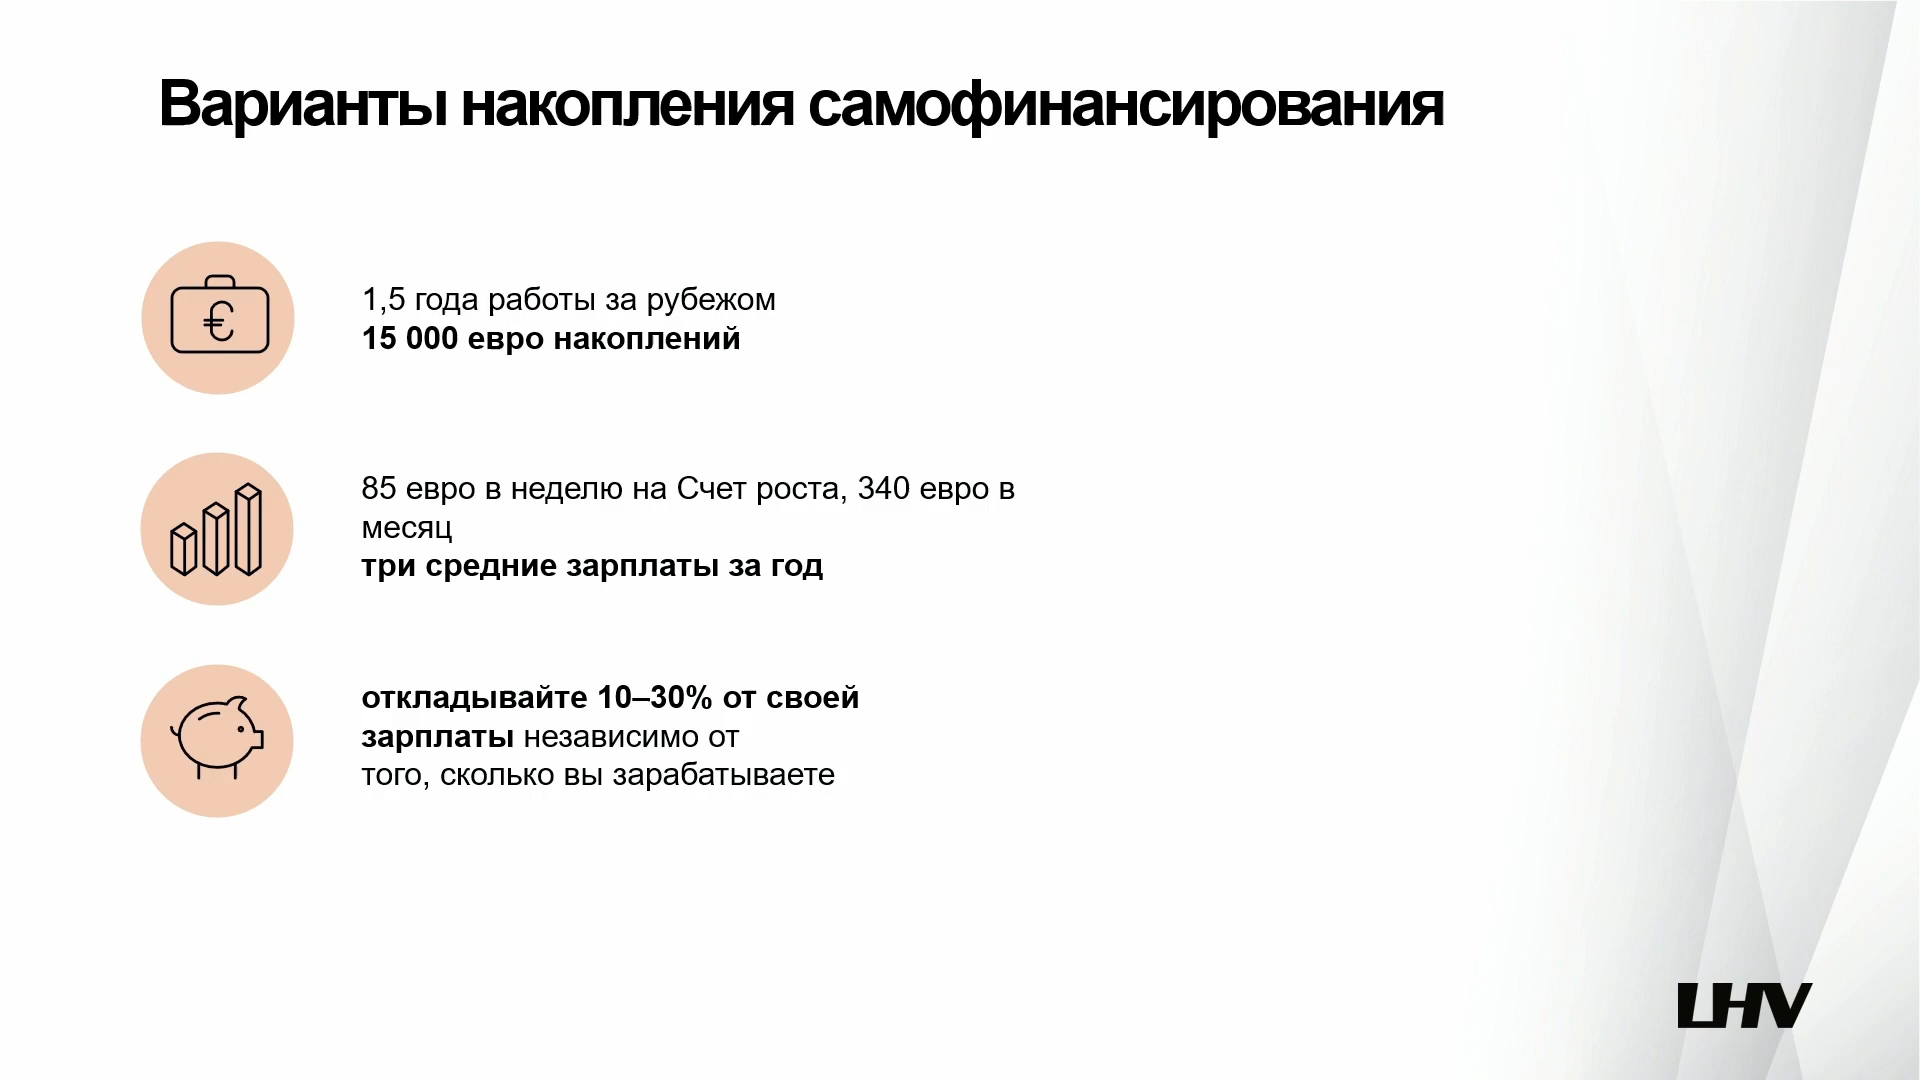 Варианты накопления самофинансирования
1,5 года работы за рубежом
15 000 евро накоплений
85 евро в неделю на Счет роста, 340 евро в
месяц
три средние зарплаты за год
откладывайте 10–30% от своей
зарплаты независимо от
того, сколько вы зарабатываете
LHV